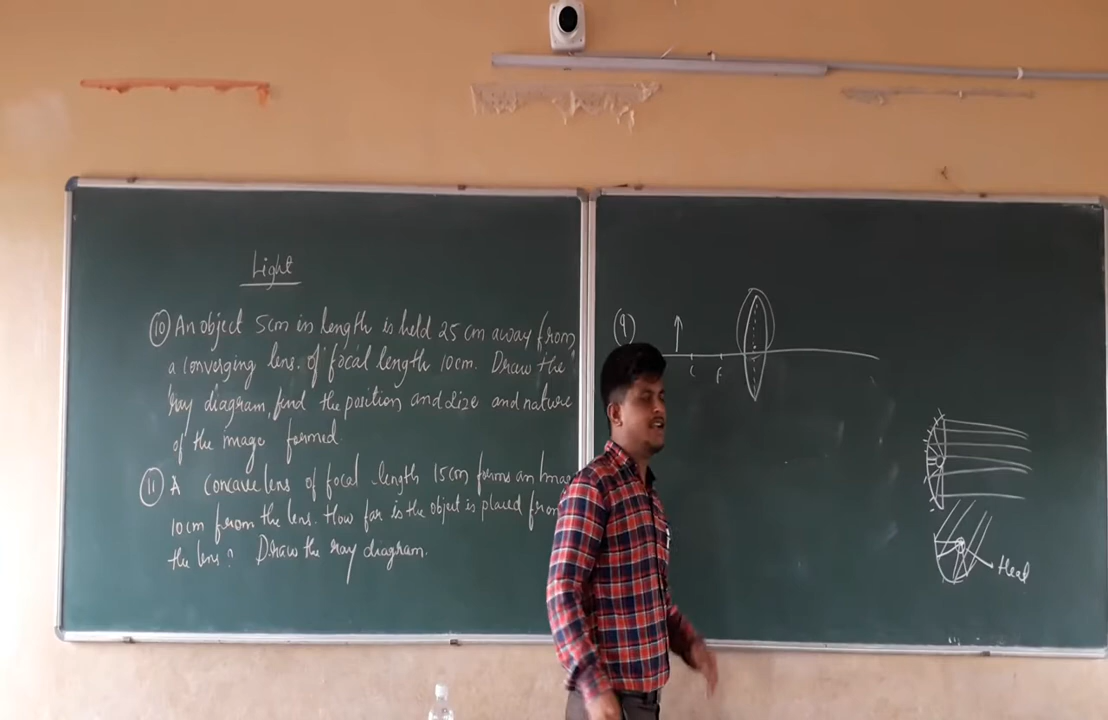 Light
(10) An object 5cm in length is held 25 cm away from
a converging lens. of focal length 10cm. Draw the
ray diagram, find the position and size and nature
of the image formed.
(11) A concave lens of focal length 15cm forms an Imag
10cm from the lens. How far is the object is placed from
the lens? Draw the ray diagram.
(9)
C F
Head